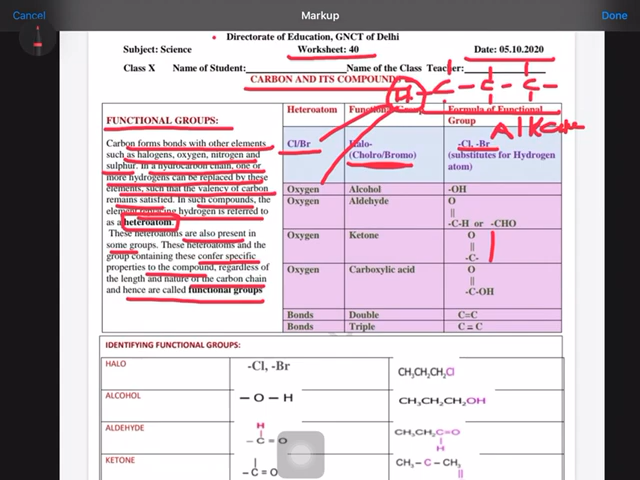 Cancel
Markup
Done
Directorate of Education, GNCT of Delhi
Subject: Science
Worksheet: 40
Date: 05.10.2020
Class X
Name of Student:
Name of the Class Teacher:
CARBON AND ITS COMPOUND
H - C - C - C -
Alkane
FUNCTIONAL GROUPS:
Carbon forms bonds with other elements
such as halogens, oxygen, nitrogen and
sulphur. In a hydrocarbon chain, one or
more hydrogens can be replaced by these
elements, such that the valency of carbon
remains satisfied. In such compounds, the
element replacing hydrogen is referred to
as a heteroatom.
These heteroatoms are also present in
some groups. These heteroatoms and the
group containing these confer specific
properties to the compound, regardless of
the length and nature of the carbon chain
and hence are called functional groups
Heteroatom
Functional Group
Formula of Functional
Group
Cl/Br
Halo-
(Cholro/Bromo)
-Cl, -Br
(substitutes for Hydrogen
atom)
Oxygen
Alcohol
-OH
Oxygen
Aldehyde
O
||
-C-H or -CHO
Oxygen
Ketone
O
||
-C-
Oxygen
Carboxylic acid
O
||
-C-OH
Bonds
Double
C=C
Bonds
Triple
C ≡ C
IDENTIFYING FUNCTIONAL GROUPS:
HALO
-Cl, -Br
CH₃CH₂CH₂Cl
ALCOHOL
– O – H
CH₃CH₂CH₂OH
ALDEHYDE
H
|
- C = O
CH₃CH₂C=O
|
H
KETONE
|
- C = O
CH₃ – C – CH₃
||